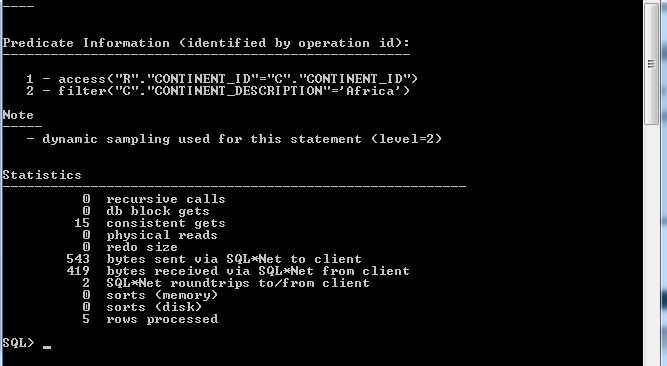 ----
Predicate Information (identified by operation id):
---------------------------------------------------
1 - access("R"."CONTINENT_ID"="C"."CONTINENT_ID")
2 - filter("C"."CONTINENT_DESCRIPTION"='Africa')
Note
-----
- dynamic sampling used for this statement (level=2)
Statistics
----------------------------------------------------------
0 recursive calls
0 db block gets
15 consistent gets
0 physical reads
0 redo size
543 bytes sent via SQL*Net to client
419 bytes received via SQL*Net from client
2 SQL*Net roundtrips to/from client
0 sorts (memory)
0 sorts (disk)
5 rows processed
SQL> _